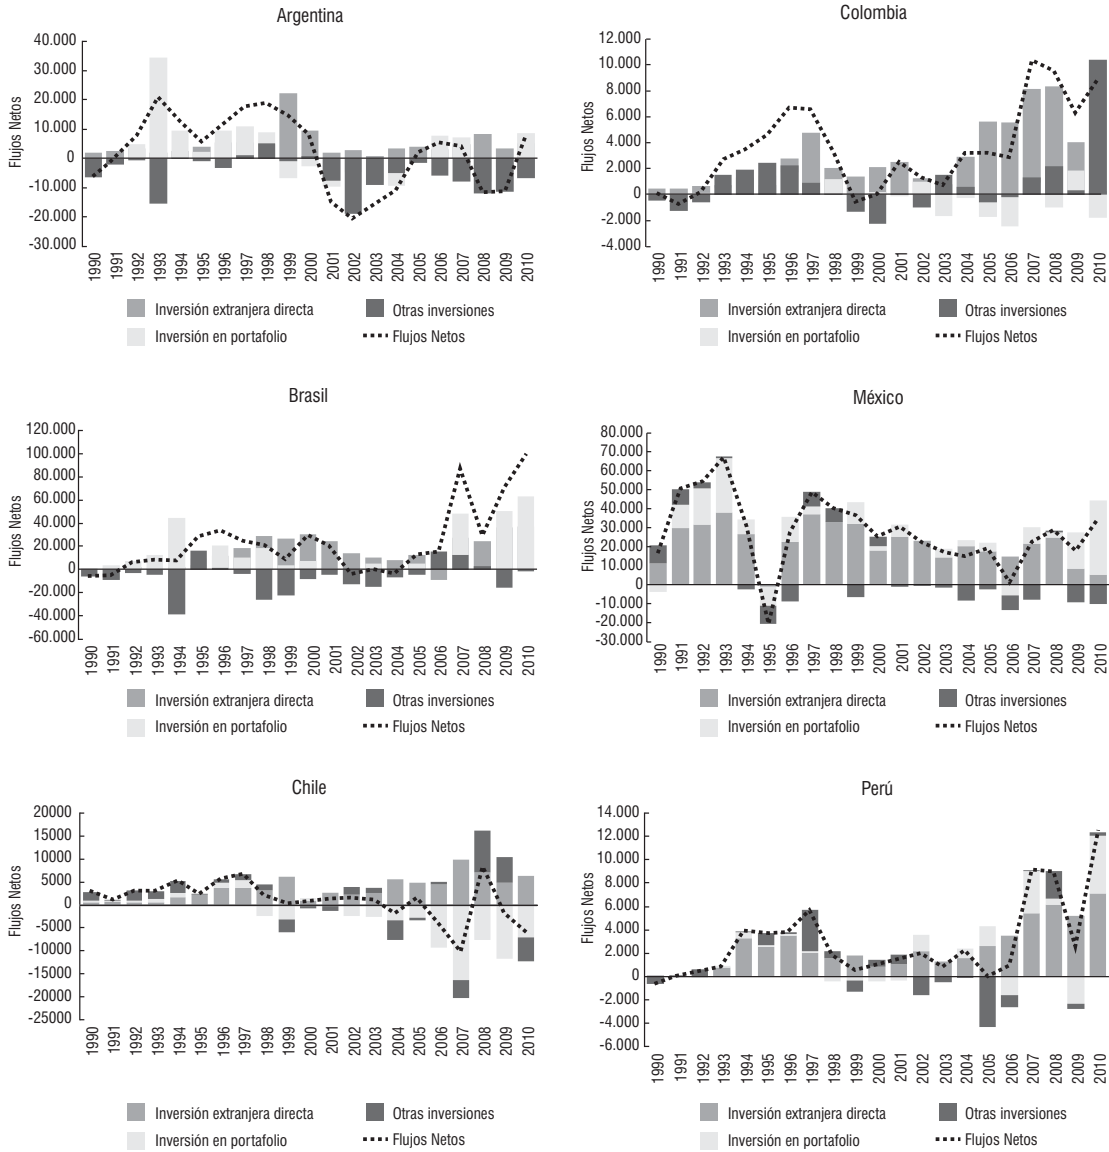 Argentina
Flujos Netos
40.000
30.000
20.000
10.000
0
-10.000
-20.000
-30.000
1990 1991 1992 1993 1994 1995 1996 1997 1998 1999 2000 2001 2002 2003 2004 2005 2006 2007 2008 2009 2010
Inversión extranjera directa Otras inversiones
Inversión en portafolio Flujos Netos
Colombia
Flujos Netos
12.000
10.000
8.000
6.000
4.000
2.000
0
-2.000
-4.000
1990 1991 1992 1993 1994 1995 1996 1997 1998 1999 2000 2001 2002 2003 2004 2005 2006 2007 2008 2009 2010
Inversión extranjera directa Otras inversiones
Inversión en portafolio Flujos Netos
Brasil
Flujos Netos
120.000
100.000
80.000
60.000
40.000
20.000
0
-20.000
-40.000
-60.000
1990 1991 1992 1993 1994 1995 1996 1997 1998 1999 2000 2001 2002 2003 2004 2005 2006 2007 2008 2009 2010
Inversión extranjera directa Otras inversiones
Inversión en portafolio Flujos Netos
México
Flujos Netos
80.000
70.000
60.000
50.000
40.000
30.000
20.000
10.000
0
-10.000
-20.000
-30.000
1990 1991 1992 1993 1994 1995 1996 1997 1998 1999 2000 2001 2002 2003 2004 2005 2006 2007 2008 2009 2010
Inversión extranjera directa Otras inversiones
Inversión en portafolio Flujos Netos
Chile
Flujos Netos
20000
15000
10000
5000
0
-5000
-10000
-15000
-20000
-25000
1990 1991 1992 1993 1994 1995 1996 1997 1998 1999 2000 2001 2002 2003 2004 2005 2006 2007 2008 2009 2010
Inversión extranjera directa Otras inversiones
Inversión en portafolio Flujos Netos
Perú
Flujos Netos
14.000
12.000
10.000
8.000
6.000
4.000
2.000
0
-2.000
-4.000
-6.000
1990 1991 1992 1993 1994 1995 1996 1997 1998 1999 2000 2001 2002 2003 2004 2005 2006 2007 2008 2009 2010
Inversión extranjera directa Otras inversiones
Inversión en portafolio Flujos Netos